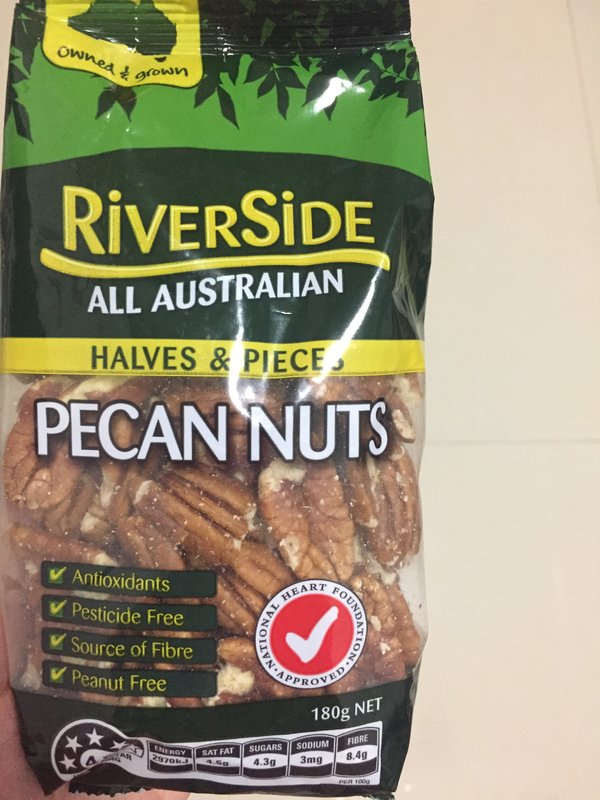 Owned & grown
RiVERSiDE
ALL AUSTRALIAN
HALVES & PIECES
PECAN NUTS
Antioxidants
Pesticide Free
Source of Fibre
Peanut Free
NATIONAL HEART FOUNDATION
• APPROVED •
180g NET
ENERGY 2970kJ
SAT FAT 4.5g
SUGARS 4.3g
SODIUM 3mg
FIBRE 8.4g
PER 100g